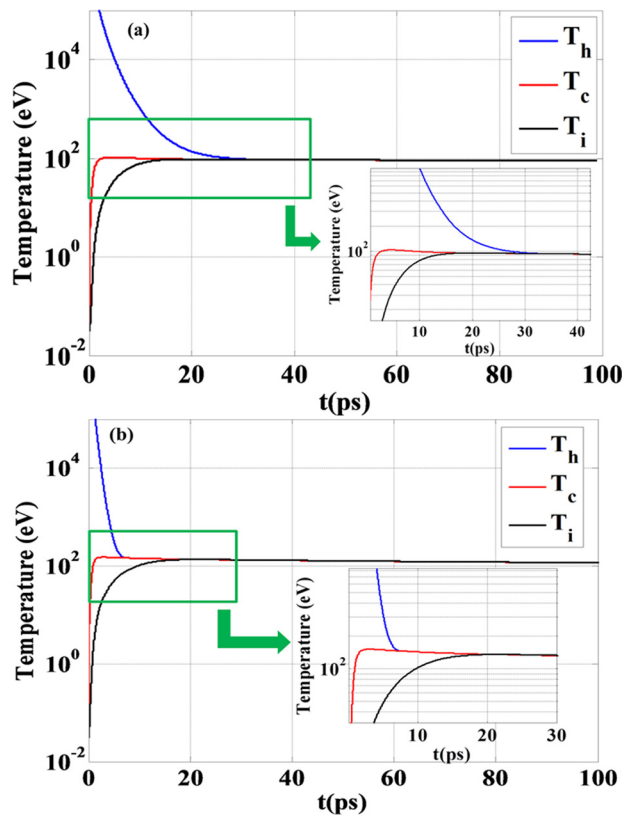 (a)
T_h
T_c
T_i
Temperature (eV)
10^4
10^2
10^0
10^-2
0 20 40 60 80 100
t(ps)
Temperature (eV)
10^2
10 20 30 40
t(ps)
(b)
T_h
T_c
T_i
Temperature (eV)
10^4
10^2
10^0
10^-2
0 20 40 60 80 100
t(ps)
Temperature (eV)
10^2
10 20 30
t(ps)